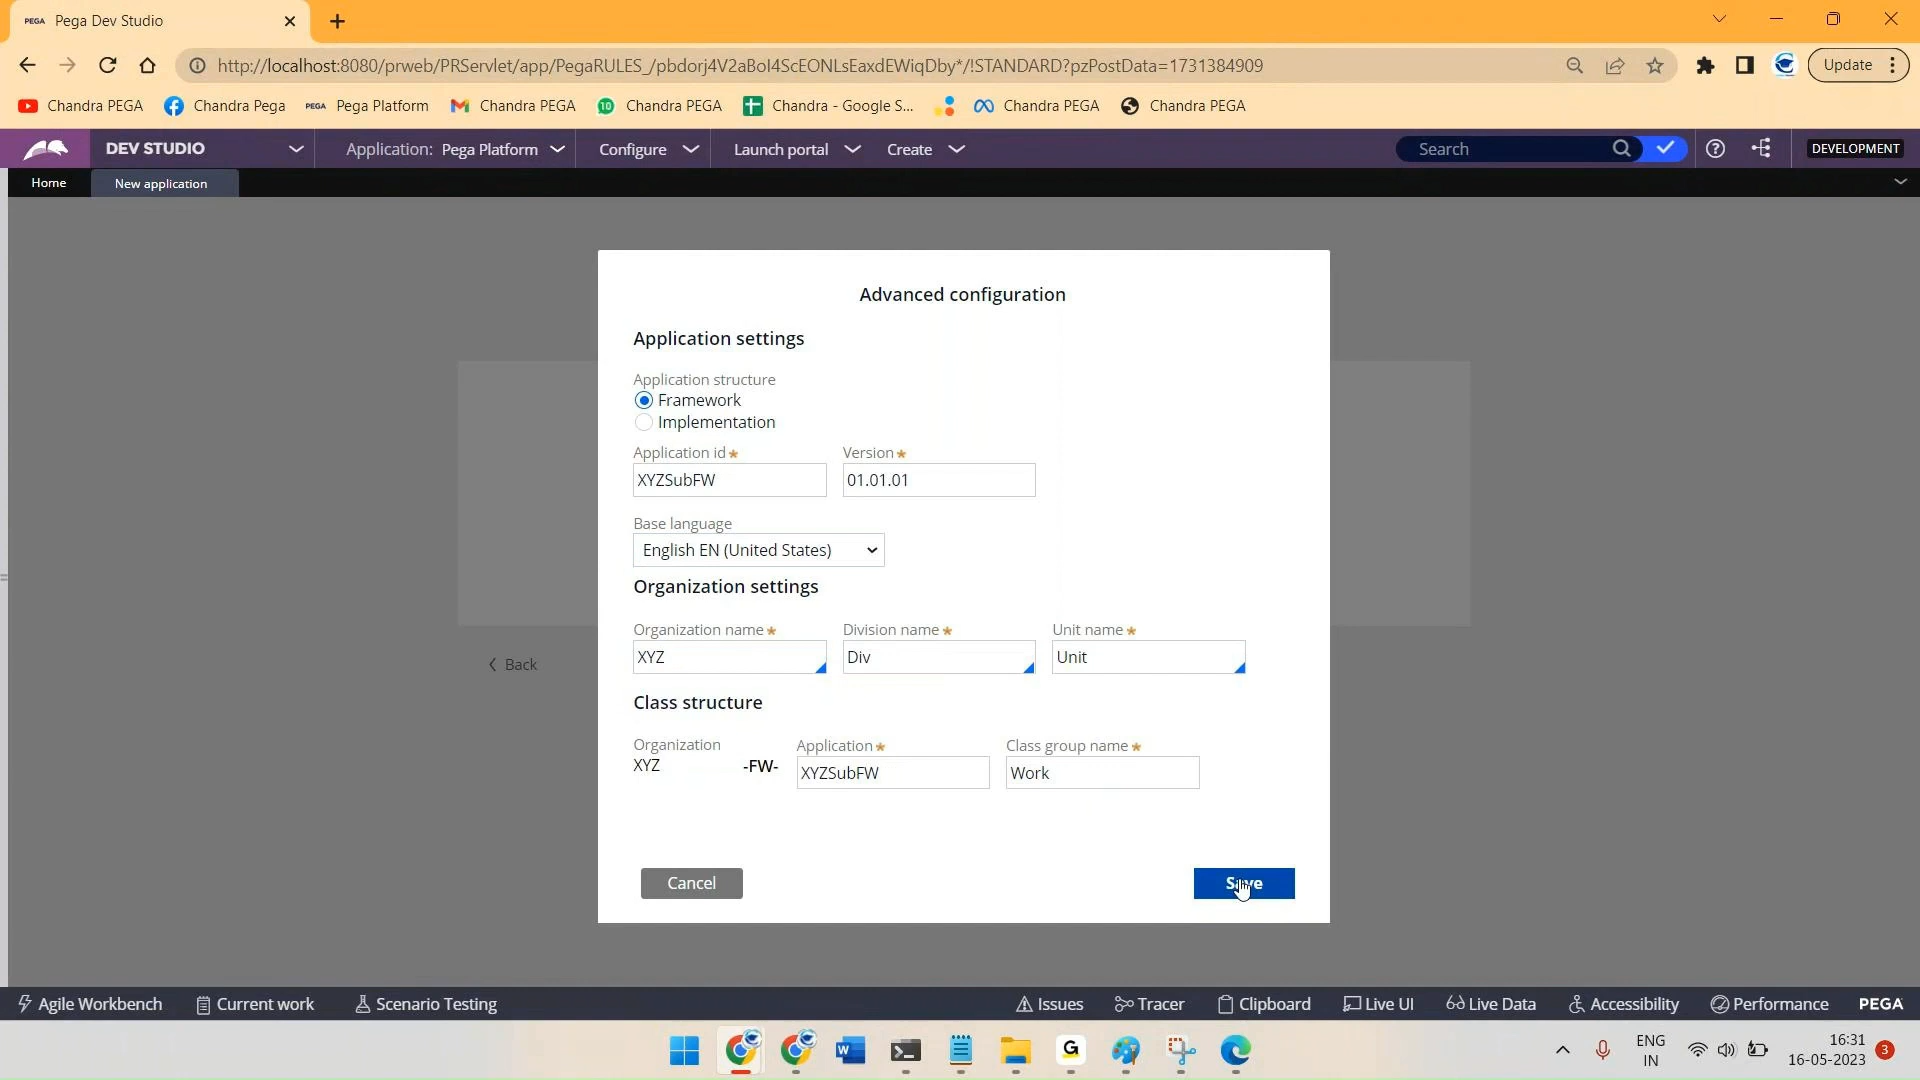 PEGA Pega Dev Studio
http://localhost:8080/prweb/PRServlet/app/PegaRULES_/pbdorj4V2aBol4ScEONLsEaxdEWiqDby*/!STANDARD?pzPostData=1731384909
Update
Chandra PEGA Chandra Pega PEGA Pega Platform Chandra PEGA 10 Chandra PEGA Chandra - Google S... Chandra PEGA Chandra PEGA
DEV STUDIO Application: Pega Platform Configure Launch portal Create Search DEVELOPMENT
Home New application
Advanced configuration
Application settings
Application structure
Framework
Implementation
Application id★ Version★
XYZSubFW 01.01.01
Base language
English EN (United States)
Organization settings
Organization name★ Division name★ Unit name★
XYZ Div Unit
Back
Class structure
Organization Application★ Class group name★
XYZ -FW- XYZSubFW Work
Cancel Save
Agile Workbench Current work Scenario Testing Issues Tracer Clipboard Live UI Live Data Accessibility Performance PEGA
ENG 16:31
IN 16-05-2023 3